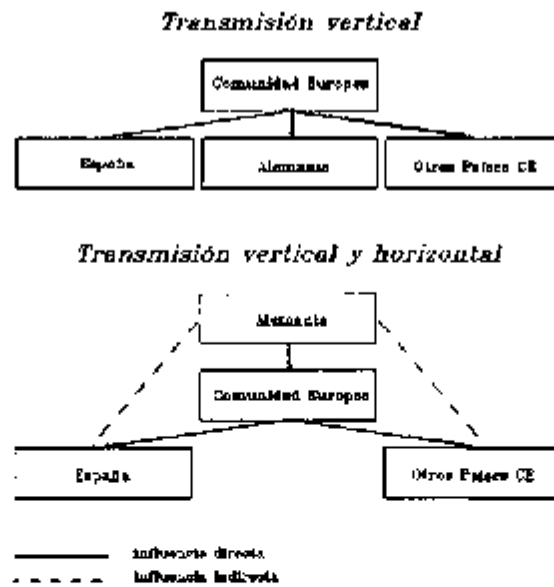 Transmisión vertical
Comunidad Europea
España
Alemania
Otros Países CE
Transmisión vertical y horizontal
Alemania
Comunidad Europea
España
Otros Países CE
Influencia directa
Influencia indirecta